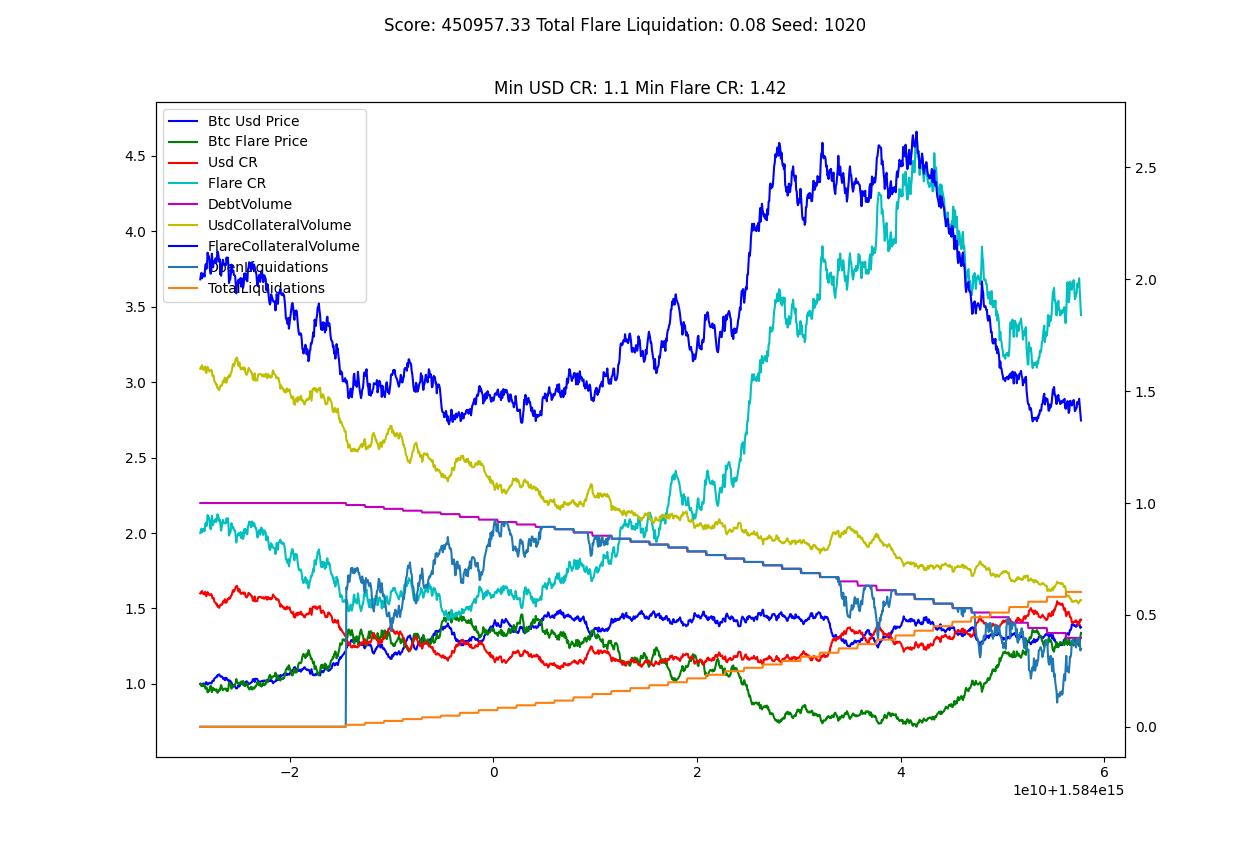 Score: 450957.33 Total Flare Liquidation: 0.08 Seed: 1020
Min USD CR: 1.1 Min Flare CR: 1.42
Btc Usd Price
Btc Flare Price
Usd CR
Flare CR
DebtVolume
UsdCollateralVolume
FlareCollateralVolume
OpenLiquidations
TotalLiquidations
4.5
4.0
3.5
3.0
2.5
2.0
1.5
1.0
2.5
2.0
1.5
1.0
0.5
0.0
−2
0
2
4
6
1e10+1.584e15